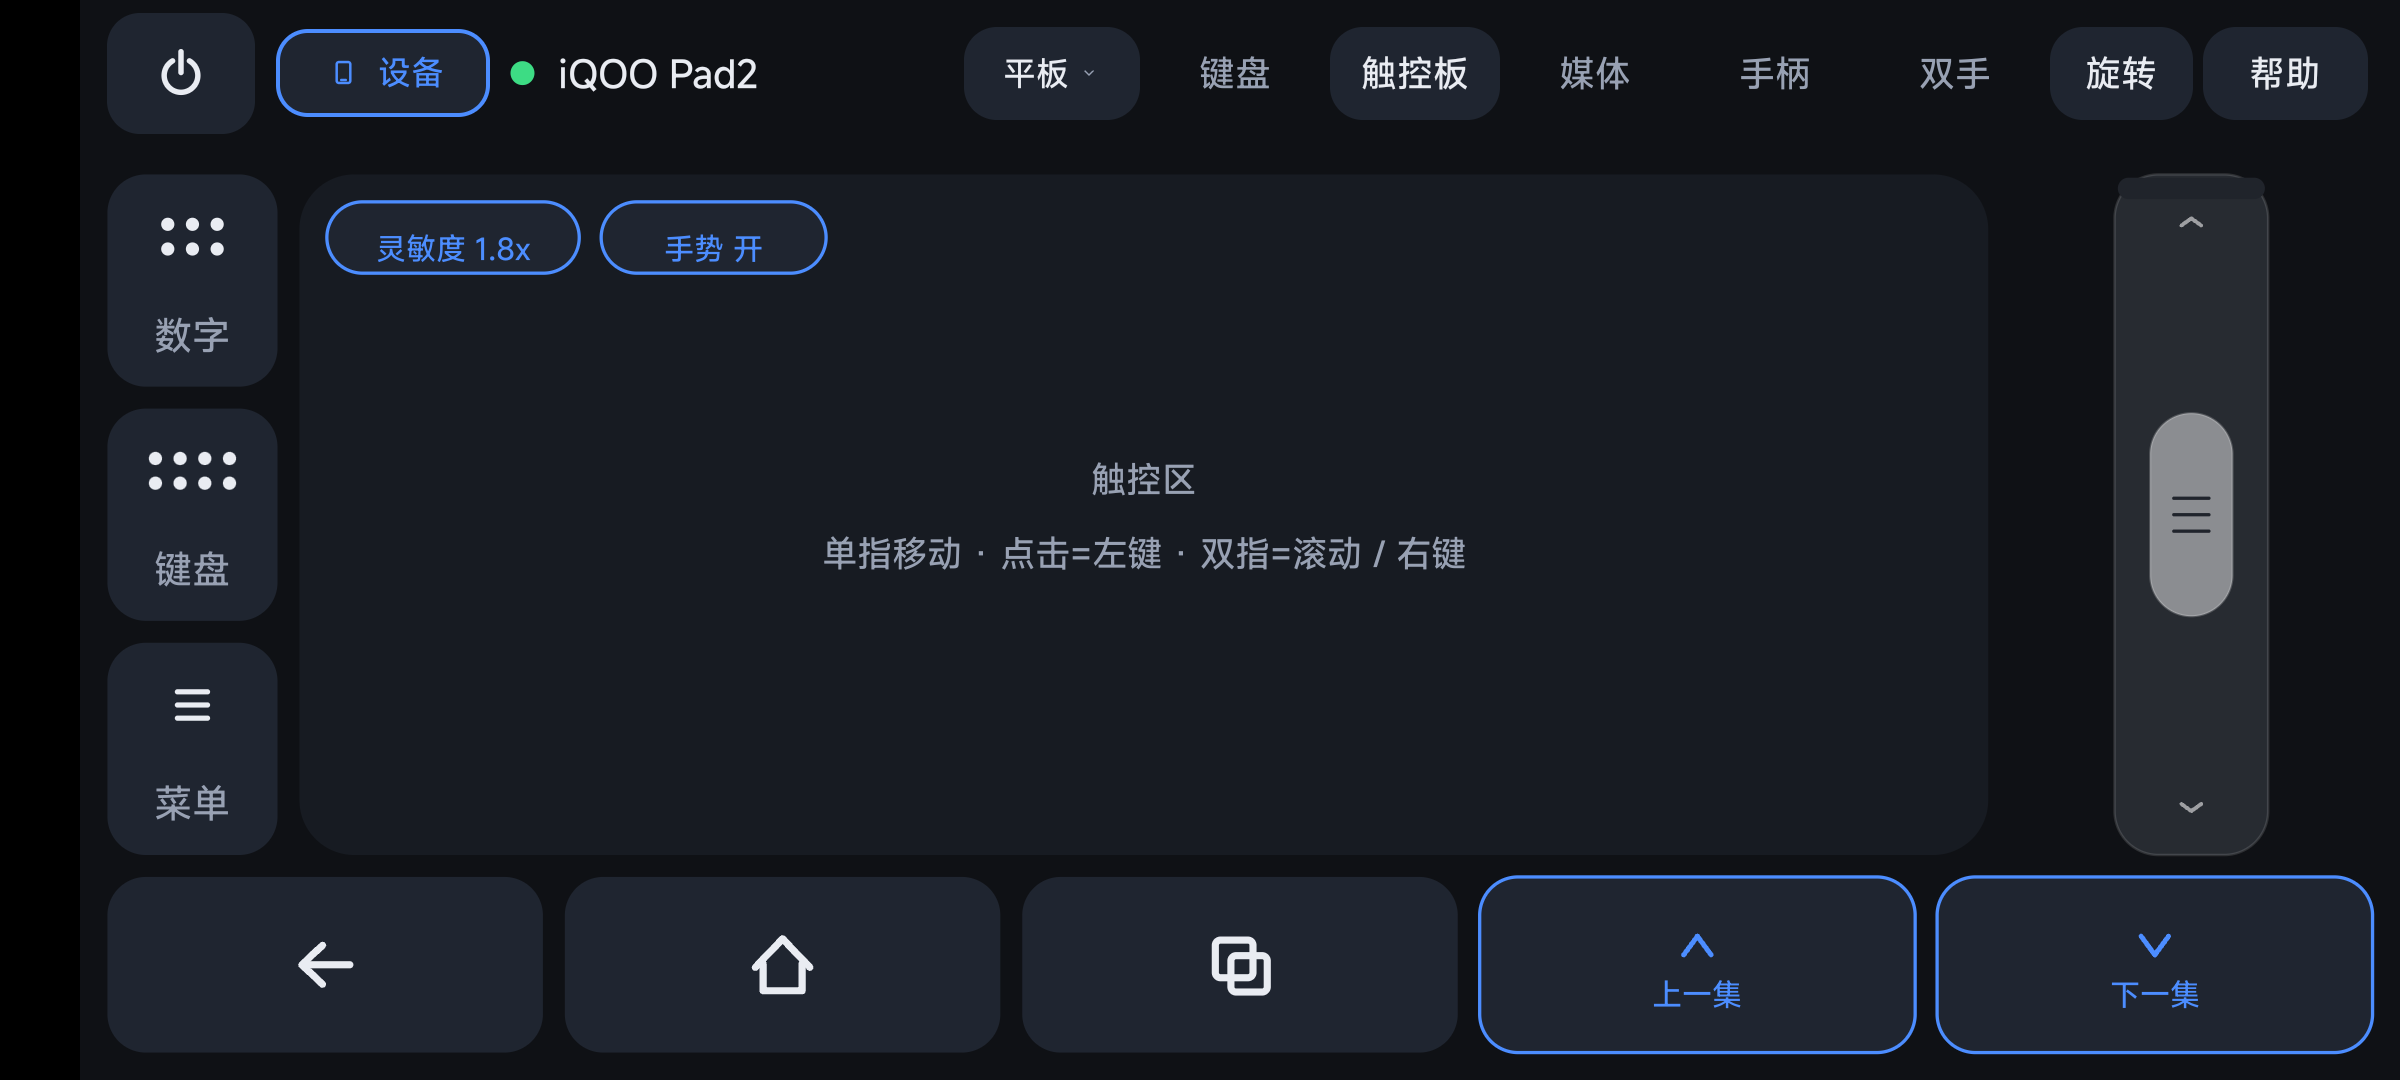 设备 iQOO Pad2 平板 键盘 触控板 媒体 手柄 双手 旋转 帮助
灵敏度 1.8x 手势 开
数字
键盘
菜单
触控区
单指移动 · 点击=左键 · 双指=滚动 / 右键
上一集 下一集